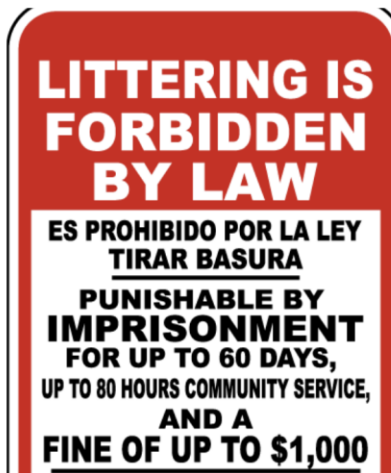 LITTERING IS
FORBIDDEN
BY LAW
ES PROHIBIDO POR LA LEY
TIRAR BASURA
PUNISHABLE BY
IMPRISONMENT
FOR UP TO 60 DAYS,
UP TO 80 HOURS COMMUNITY SERVICE,
AND A
FINE OF UP TO $1,000